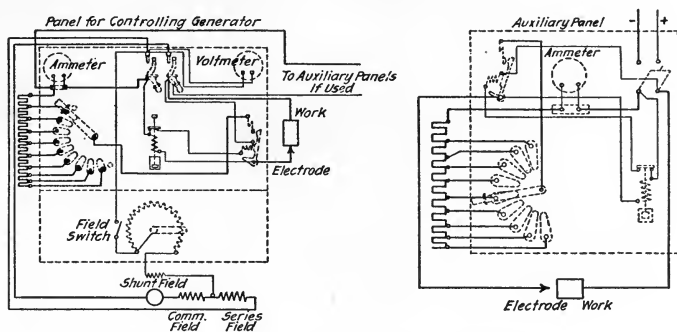 Panel for Controlling Generator
Ammeter
Voltmeter
To Auxiliary Panels
If Used
Work
Electrode
Field
Switch
Shunt Field
Comm.
Field
Series
Field
Auxiliary Panel
- +
Ammeter
Electrode Work